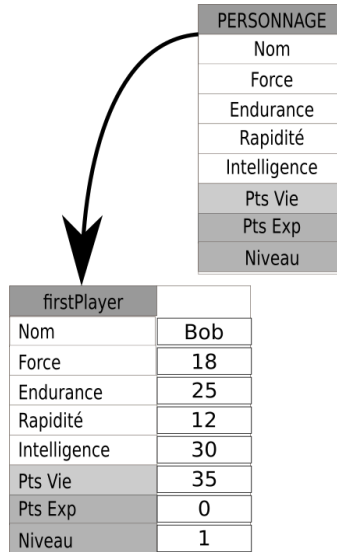 PERSONNAGE
Nom
Force
Endurance
Rapidité
Intelligence
Pts Vie
Pts Exp
Niveau
firstPlayer
Nom Bob
Force 18
Endurance 25
Rapidité 12
Intelligence 30
Pts Vie 35
Pts Exp 0
Niveau 1